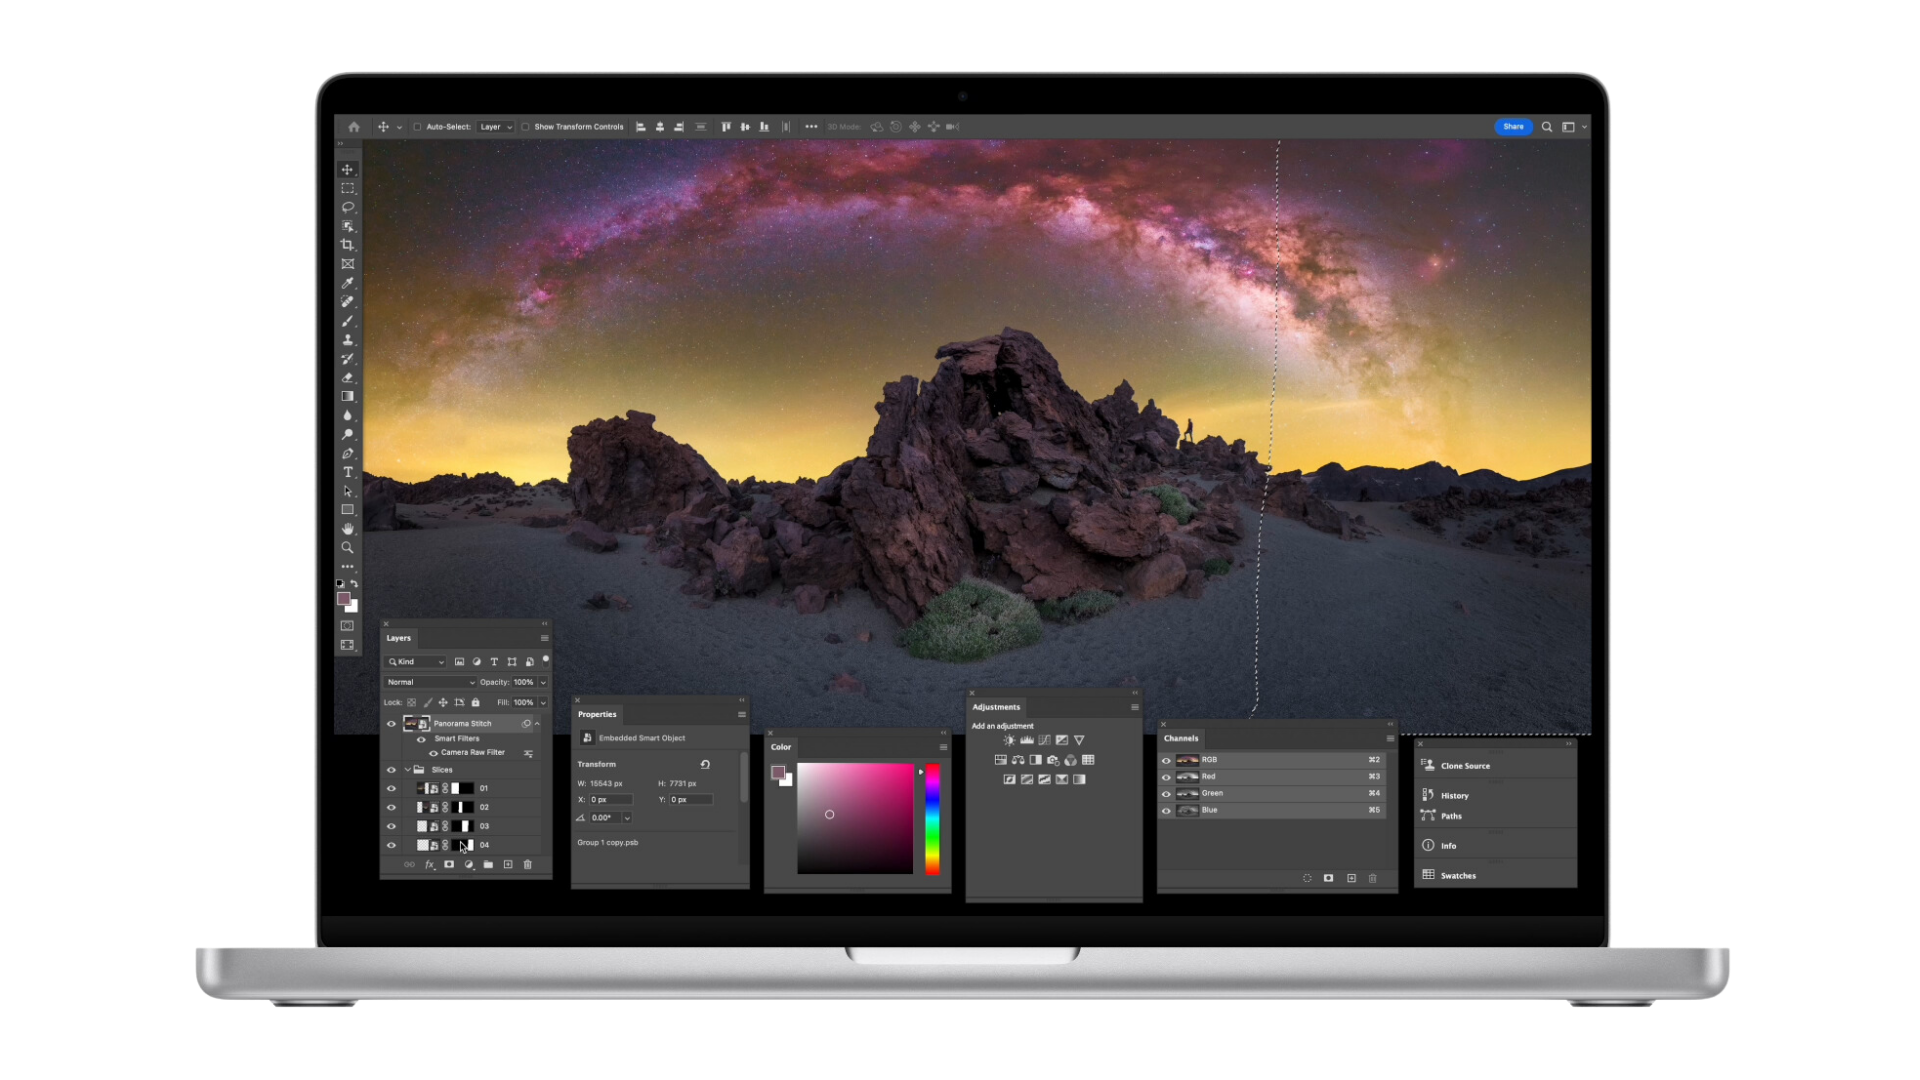 Auto-Select: Layer Show Transform Controls 3D Mode: Share
Layers
Kind
Normal Opacity: 100%
Lock: Fill: 100%
Panorama Stitch
Smart Filters
Camera Raw Filter
Slices
01
02
03
04
fx
Properties
Embedded Smart Object
Transform
W: 15543 px H: 7731 px
X: 0 px Y: 0 px
0.00°
Group 1 copy.psb
Color
Adjustments
Add an adjustment
Channels
RGB ⌘2
Red ⌘3
Green ⌘4
Blue ⌘5
Clone Source
History
Paths
Info
Swatches